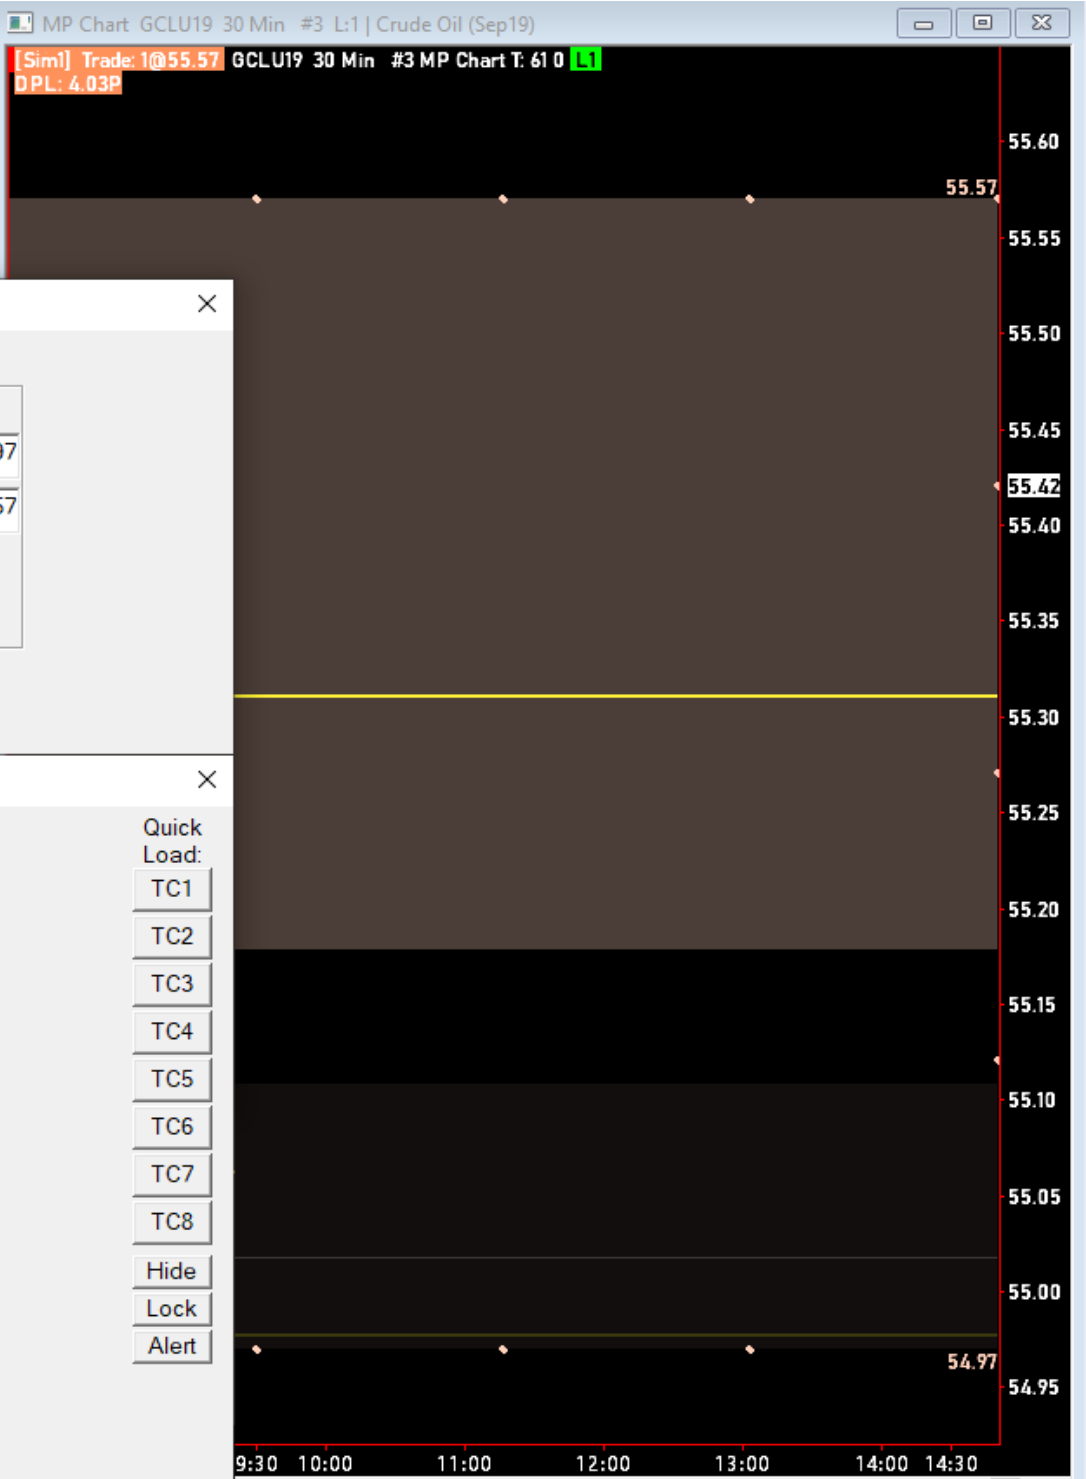 MP Chart GCLU19 30 Min #3 L:1 | Crude Oil (Sep19)
[Sim1] Trade: 1@55.57 GCLU19 30 Min #3 MP Chart T: 61 0 L1
DPL: 4.03P
55.60
55.57
55.55
55.50
55.45
97
55.42
57
55.40
55.35
55.30
55.25
Quick
Load:
TC1
55.20
TC2
TC3
55.15
TC4
TC5
55.10
TC6
TC7
55.05
TC8
Hide
55.00
Lock
Alert
54.97
54.95
9:30 10:00 11:00 12:00 13:00 14:00 14:30